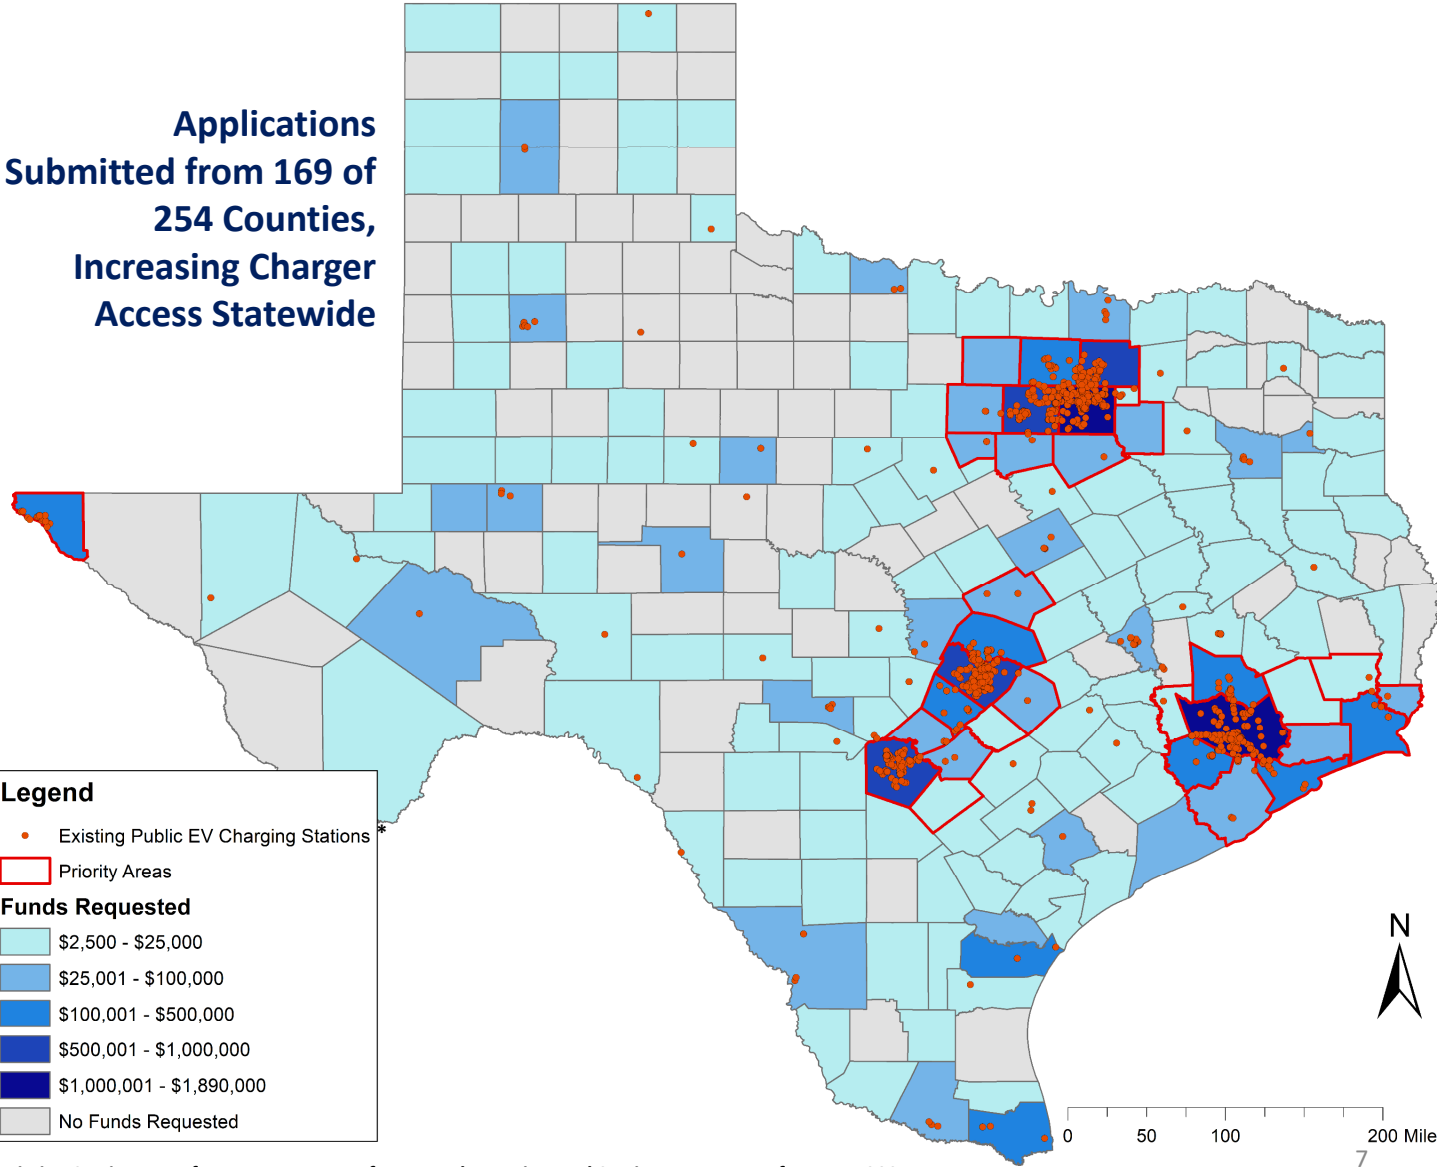 Applications
Submitted from 169 of
254 Counties,
Increasing Charger
Access Statewide
Legend
Existing Public EV Charging Stations
*
Priority Areas
Funds Requested
$2,500 - $25,000
$25,001 - $100,000
$100,001 - $500,000
$500,001 - $1,000,000
$1,000,001 - $1,890,000
No Funds Requested
N
0 50 100 200 Mile
7